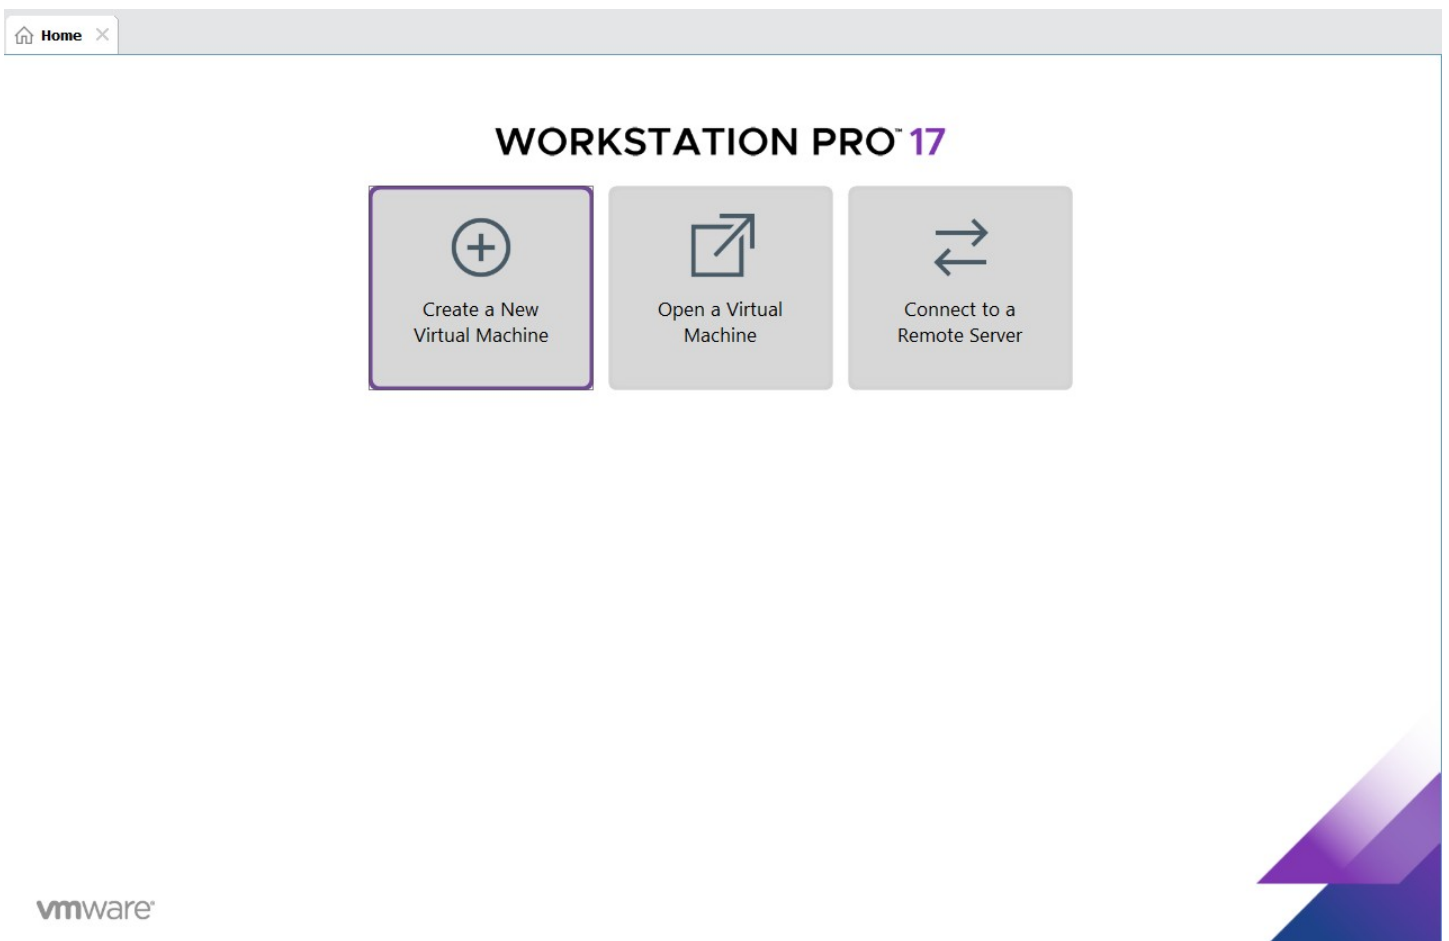 Home
WORKSTATION PRO™ 17
Create a New
Virtual Machine
Open a Virtual
Machine
Connect to a
Remote Server
vmware®